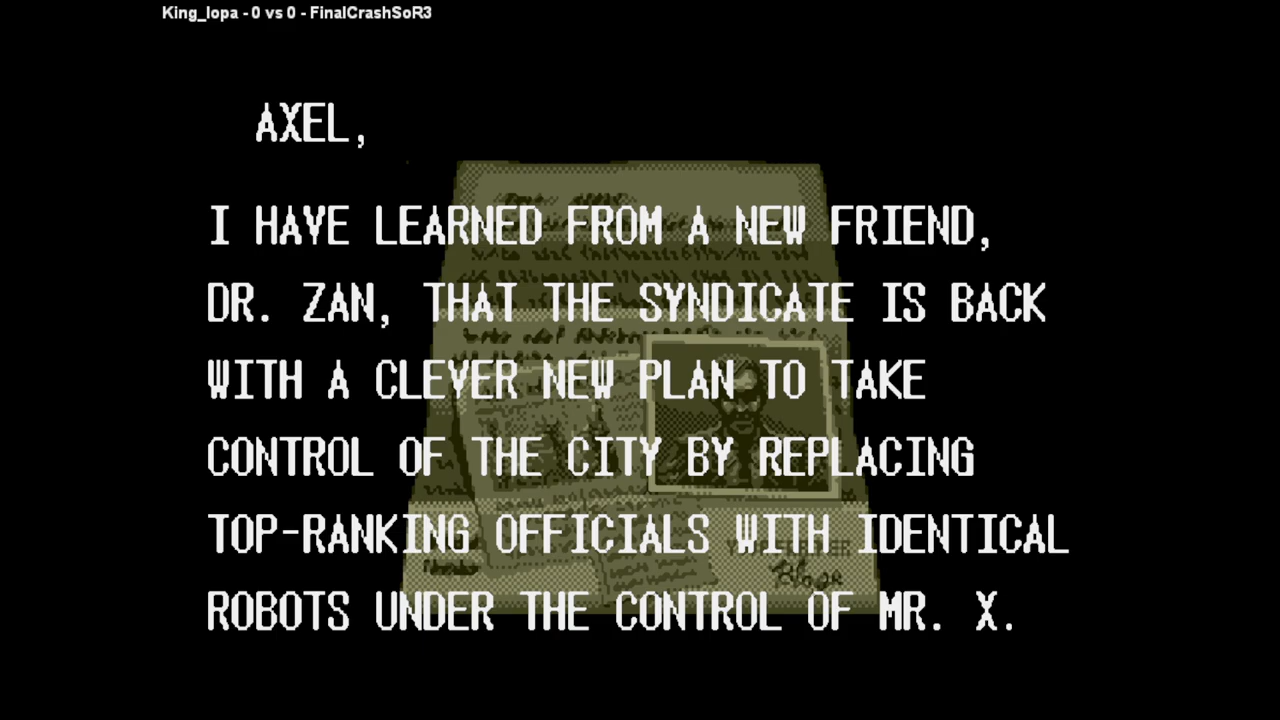 King_lopa - 0 vs 0 - FinalCrashSoR3
AXEL,
I HAVE LEARNED FROM A NEW FRIEND,
DR. ZAN, THAT THE SYNDICATE IS BACK
WITH A CLEVER NEW PLAN TO TAKE
CONTROL OF THE CITY BY REPLACING
TOP-RANKING OFFICIALS WITH IDENTICAL
ROBOTS UNDER THE CONTROL OF MR. X.